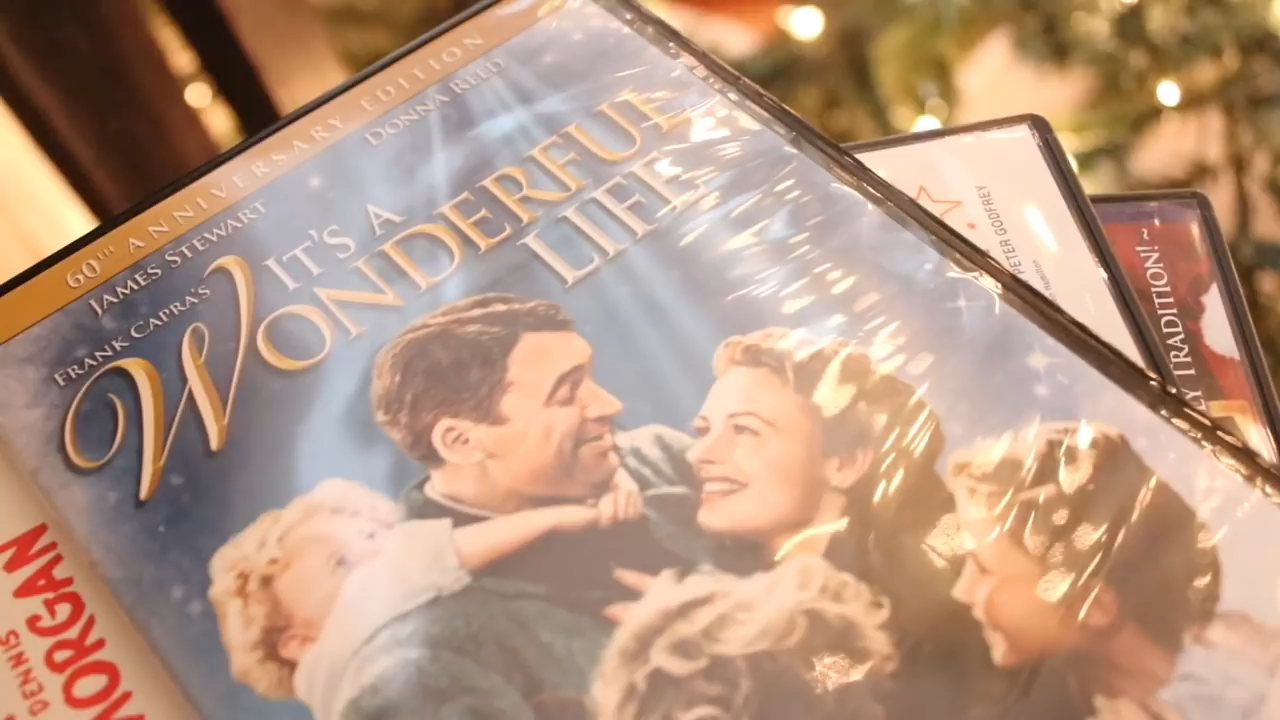 60TH ANNIVERSARY EDITION
JAMES STEWART DONNA REED
FRANK CAPRA'S
IT'S A
WONDERFUL
LIFE
PETER GODFREY
TRADITION! ~
MORGAN
DENNIS